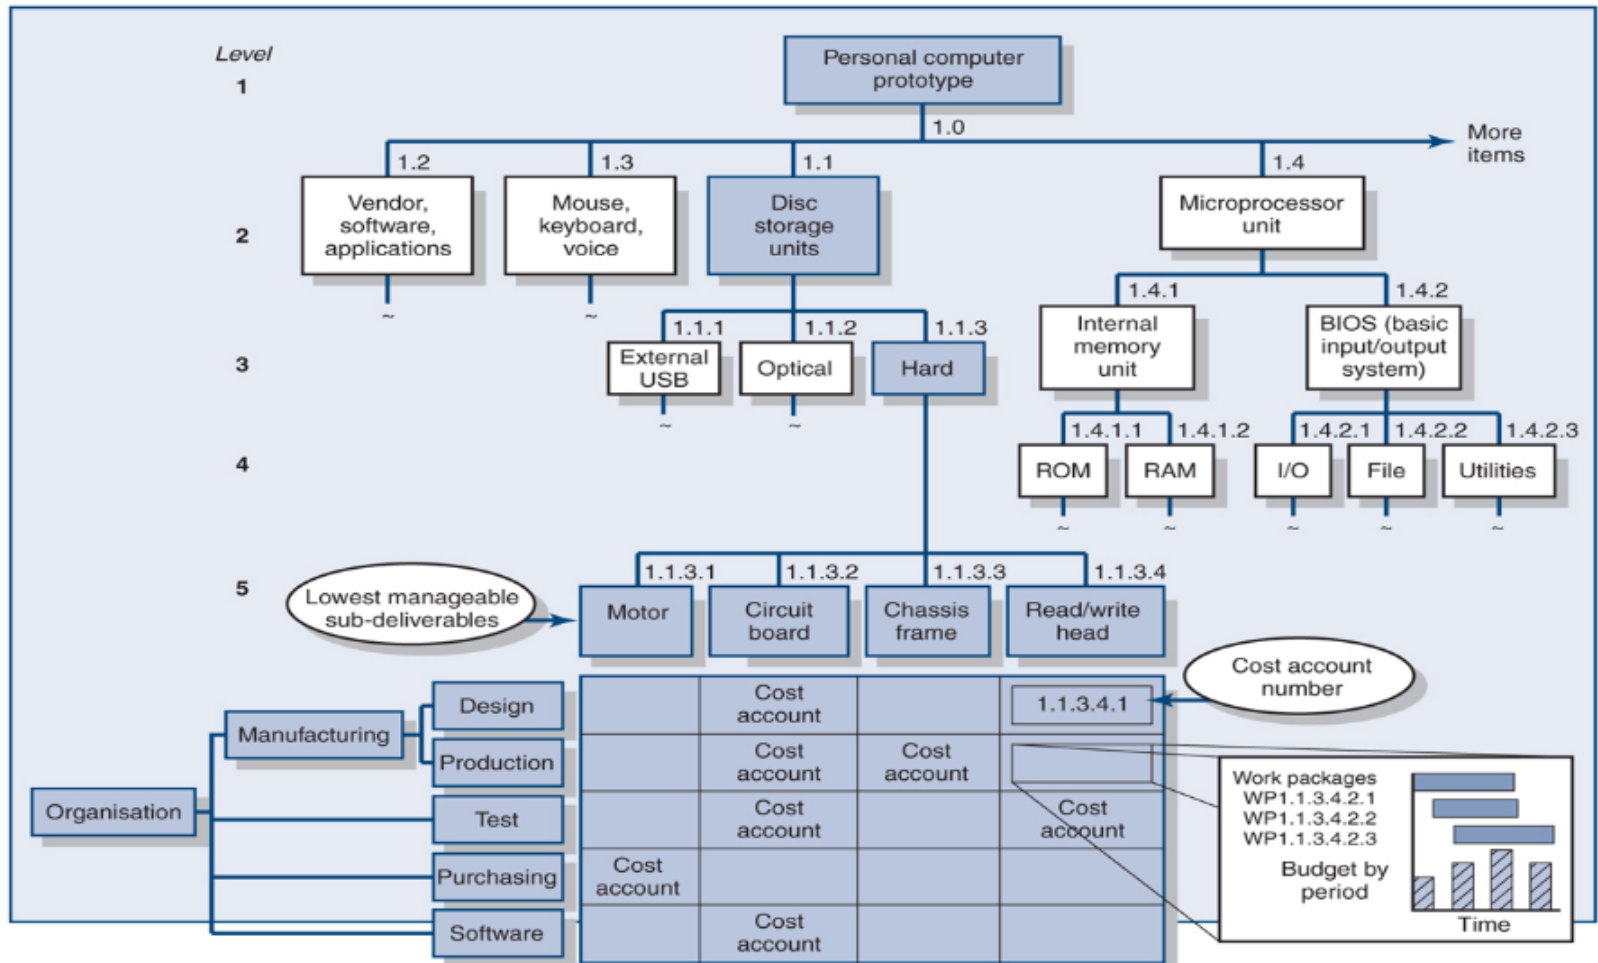 Level
1
Personal computer
prototype
1.0
More
items
1.2
1.3
1.1
1.4
2
Vendor,
software,
applications
Mouse,
keyboard,
voice
Disc
storage
units
Microprocessor
unit
~
~
1.4.1
1.4.2
1.1.1
1.1.2
1.1.3
3
External
USB
Optical
Hard
Internal
memory
unit
BIOS (basic
input/output
system)
~
~
1.4.1.1
1.4.1.2
1.4.2.1
1.4.2.2
1.4.2.3
4
ROM
RAM
I/O
File
Utilities
~
~
~
~
~
5
1.1.3.1
1.1.3.2
1.1.3.3
1.1.3.4
Lowest manageable
sub-deliverables
Motor
Circuit
board
Chassis
frame
Read/write
head
Cost account
number
Organisation
Manufacturing
Design
Cost
account
1.1.3.4.1
Production
Cost
account
Cost
account
Test
Cost
account
Cost
account
Purchasing
Cost
account
Software
Cost
account
Work packages
WP1.1.3.4.2.1
WP1.1.3.4.2.2
WP1.1.3.4.2.3
Budget by
period
Time